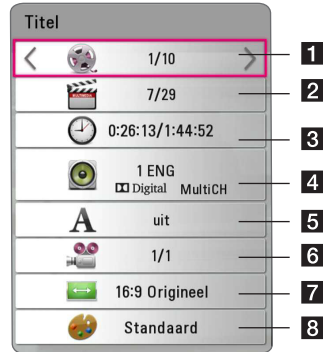 Titel
1/10 1
7/29 2
0:26:13/1:44:52 3
1 ENG
Digital MultiCH 4
A uit 5
1/1 6
16:9 Origineel 7
Standaard 8